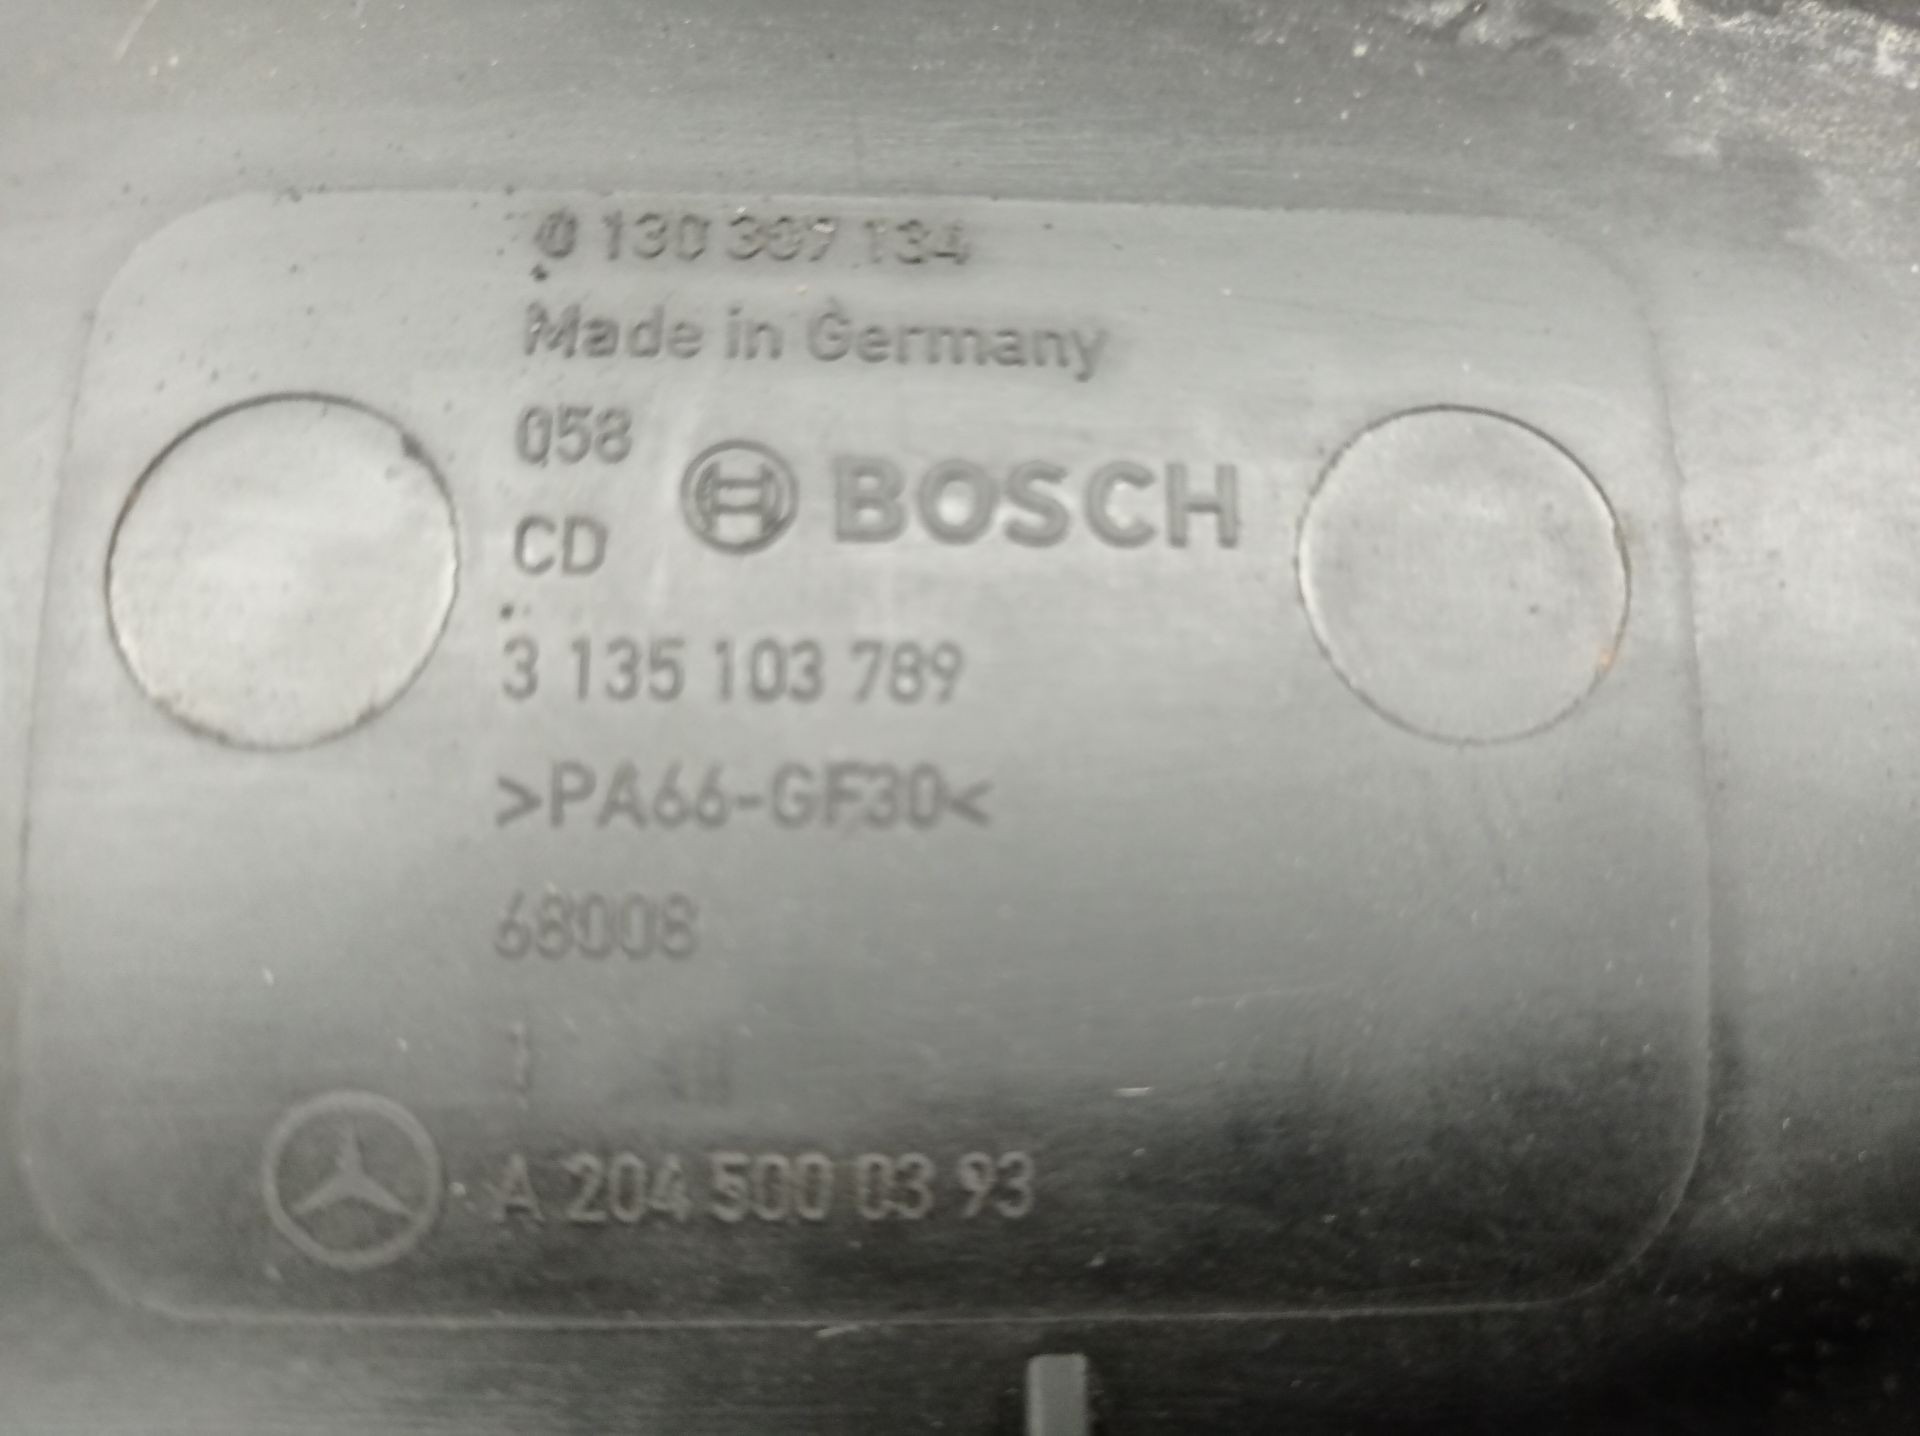 0 130 307 134
Made in Germany
058
CD
BOSCH
3 135 103 789
>PA66-GF30<
68008
A 204 500 03 93